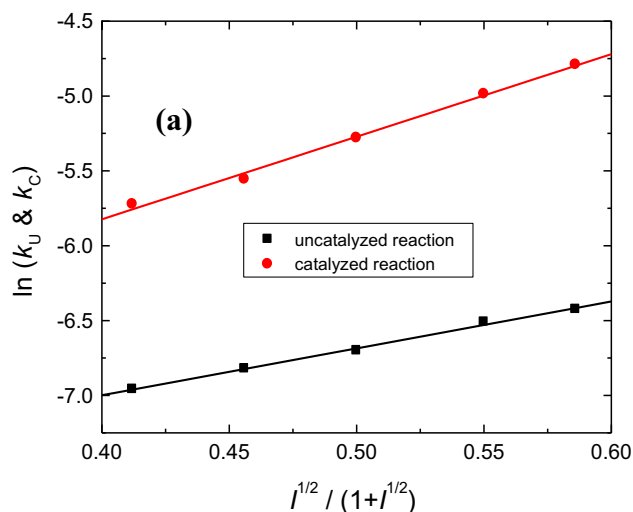 -4.5
-5.0
(a)
-5.5
uncatalyzed reaction
catalyzed reaction
-6.0
-6.5
-7.0
0.40 0.45 0.50 0.55 0.60
ln (kU & kC)
I1/2 / (1+I1/2)